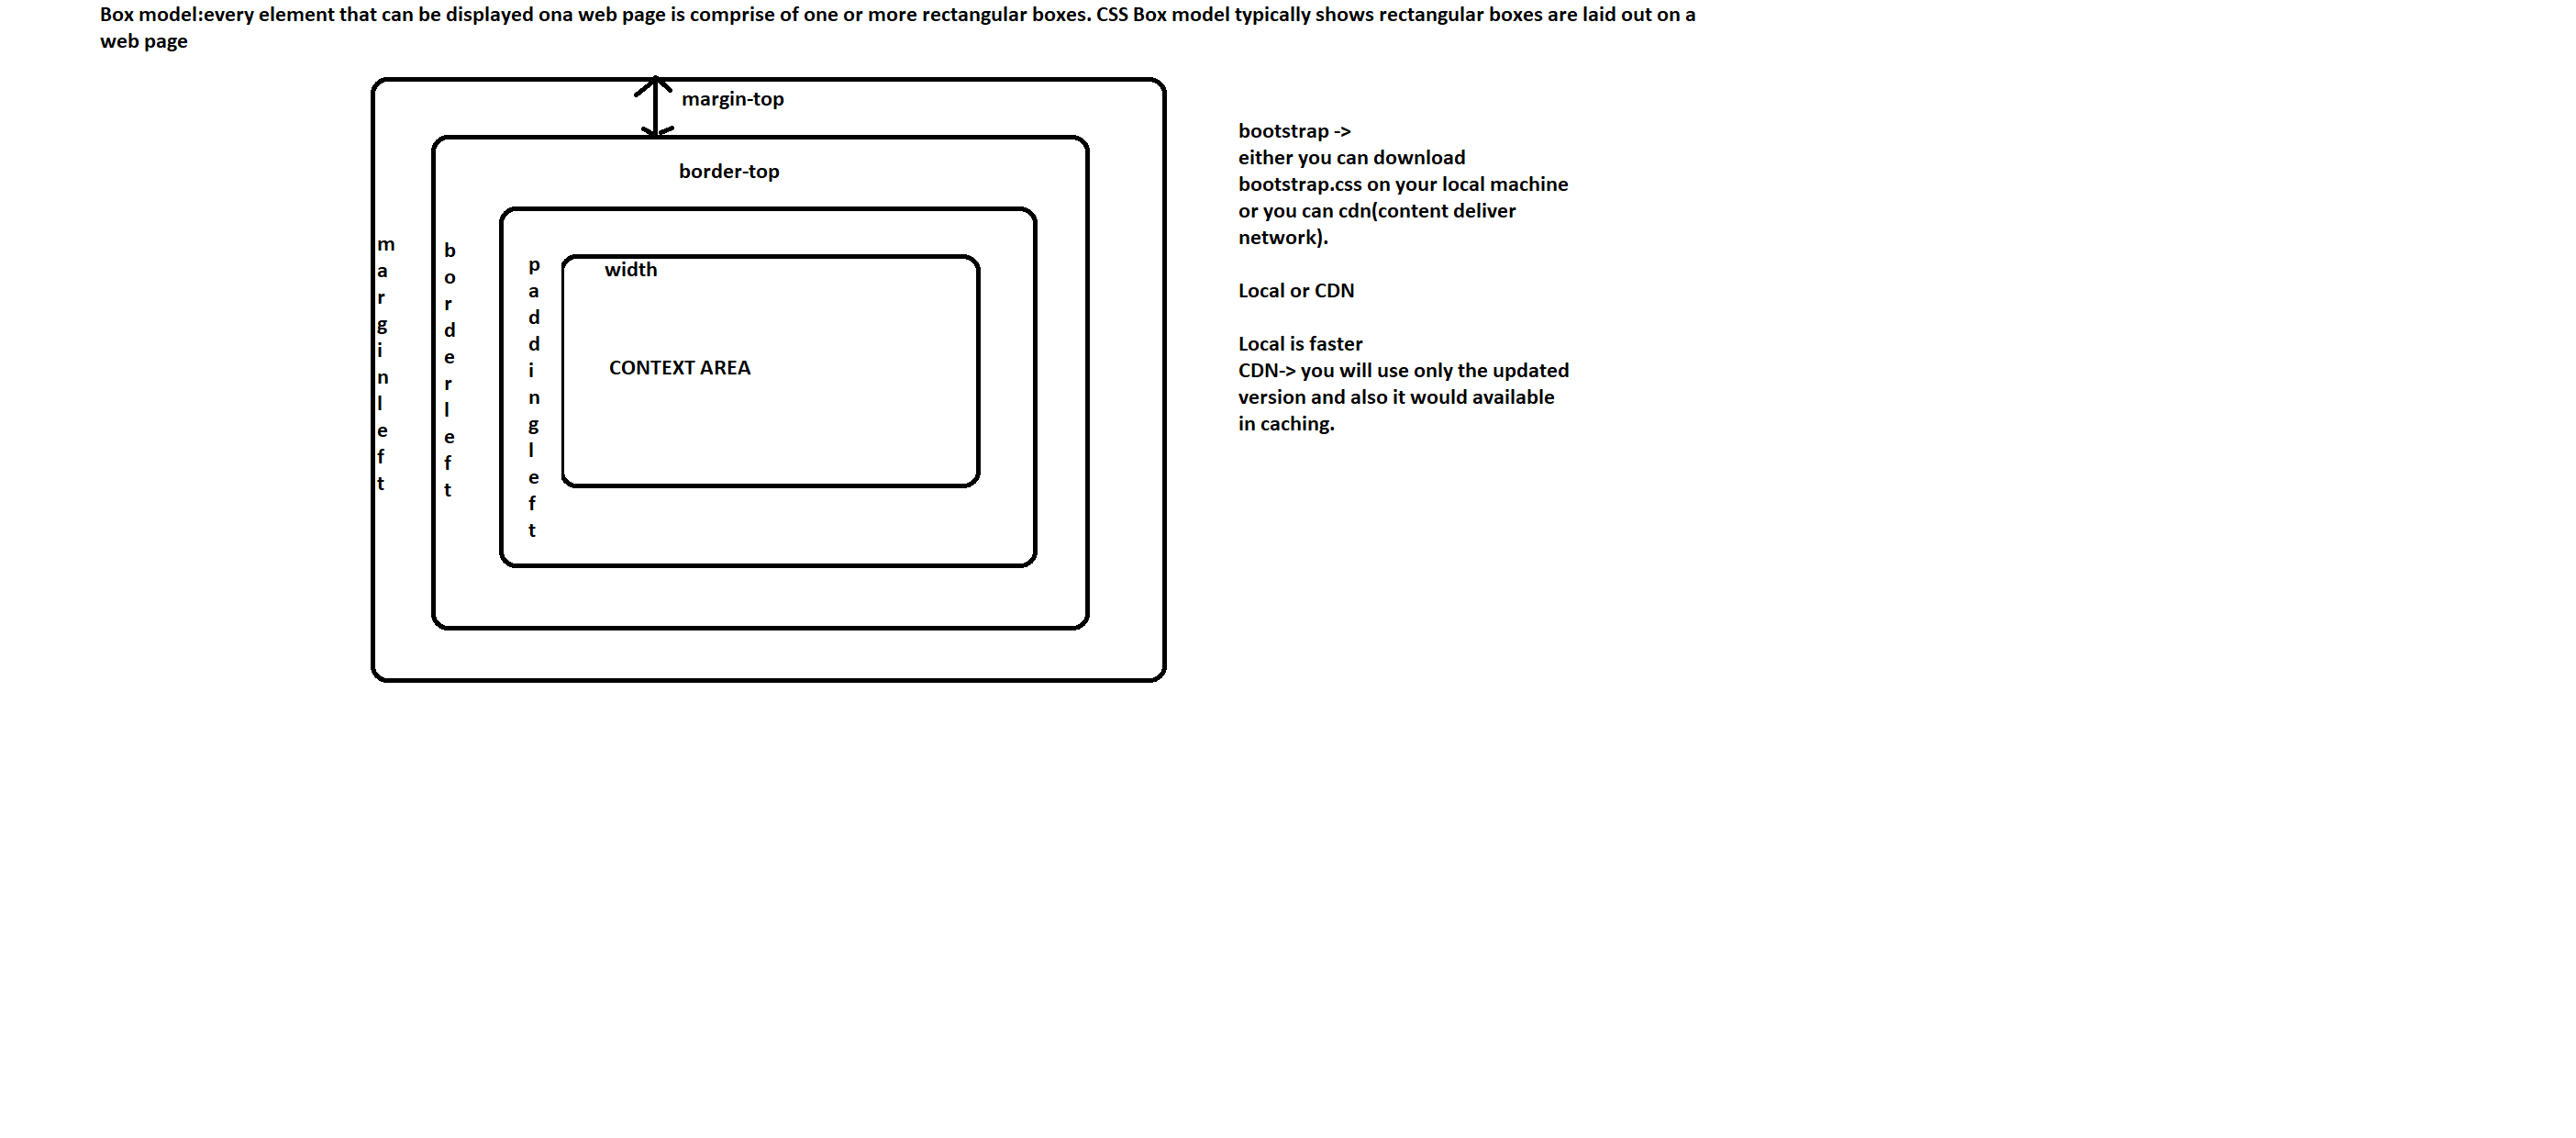 Box model:every element that can be displayed ona web page is comprise of one or more rectangular boxes. CSS Box model typically shows rectangular boxes are laid out on a
web page
margin-top
border-top
marginleft
borderleft
paddingleft
width
CONTEXT AREA
bootstrap ->
either you can download
bootstrap.css on your local machine
or you can cdn(content deliver
network).
Local or CDN
Local is faster
CDN-> you will use only the updated
version and also it would available
in caching.